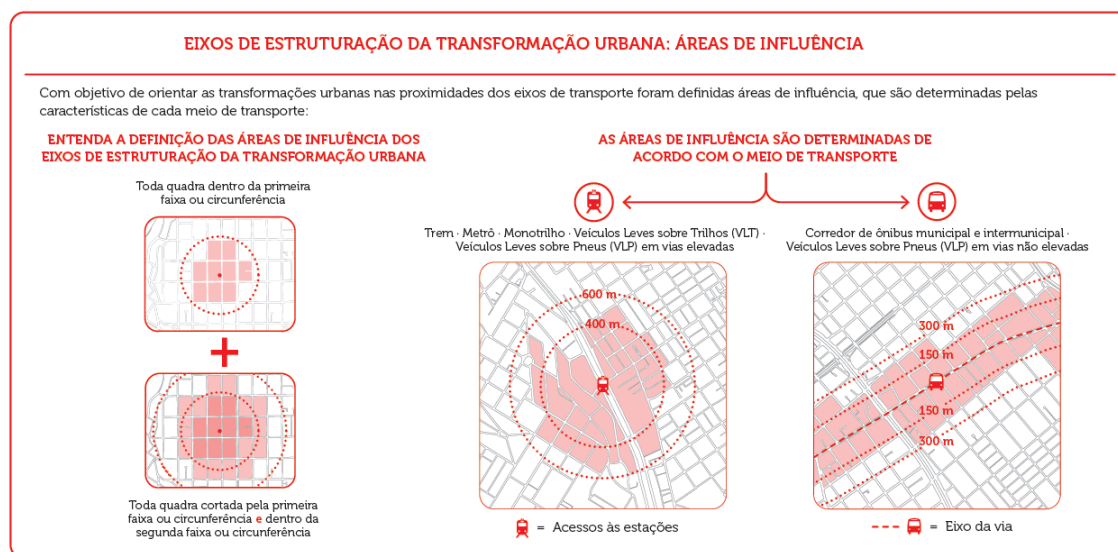 EIXOS DE ESTRUTURAÇÃO DA TRANSFORMAÇÃO URBANA: ÁREAS DE INFLUÊNCIA
Com objetivo de orientar as transformações urbanas nas proximidades dos eixos de transporte foram definidas áreas de influência, que são determinadas pelas
características de cada meio de transporte:
ENTENDA A DEFINIÇÃO DAS ÁREAS DE INFLUÊNCIA DOS
EIXOS DE ESTRUTURAÇÃO DA TRANSFORMAÇÃO URBANA
Toda quadra dentro da primeira
faixa ou circunferência
+
Toda quadra cortada pela primeira
faixa ou circunferência e dentro da
segunda faixa ou circunferência
AS ÁREAS DE INFLUÊNCIA SÃO DETERMINADAS DE
ACORDO COM O MEIO DE TRANSPORTE
Trem · Metrô · Monotrilho · Veículos Leves sobre Trilhos (VLT) ·
Veículos Leves sobre Pneus (VLP) em vias elevadas
600 m
400 m
= Acessos às estações
Corredor de ônibus municipal e intermunicipal ·
Veículos Leves sobre Pneus (VLP) em vias não elevadas
300 m
150 m
150 m
300 m
= Eixo da via